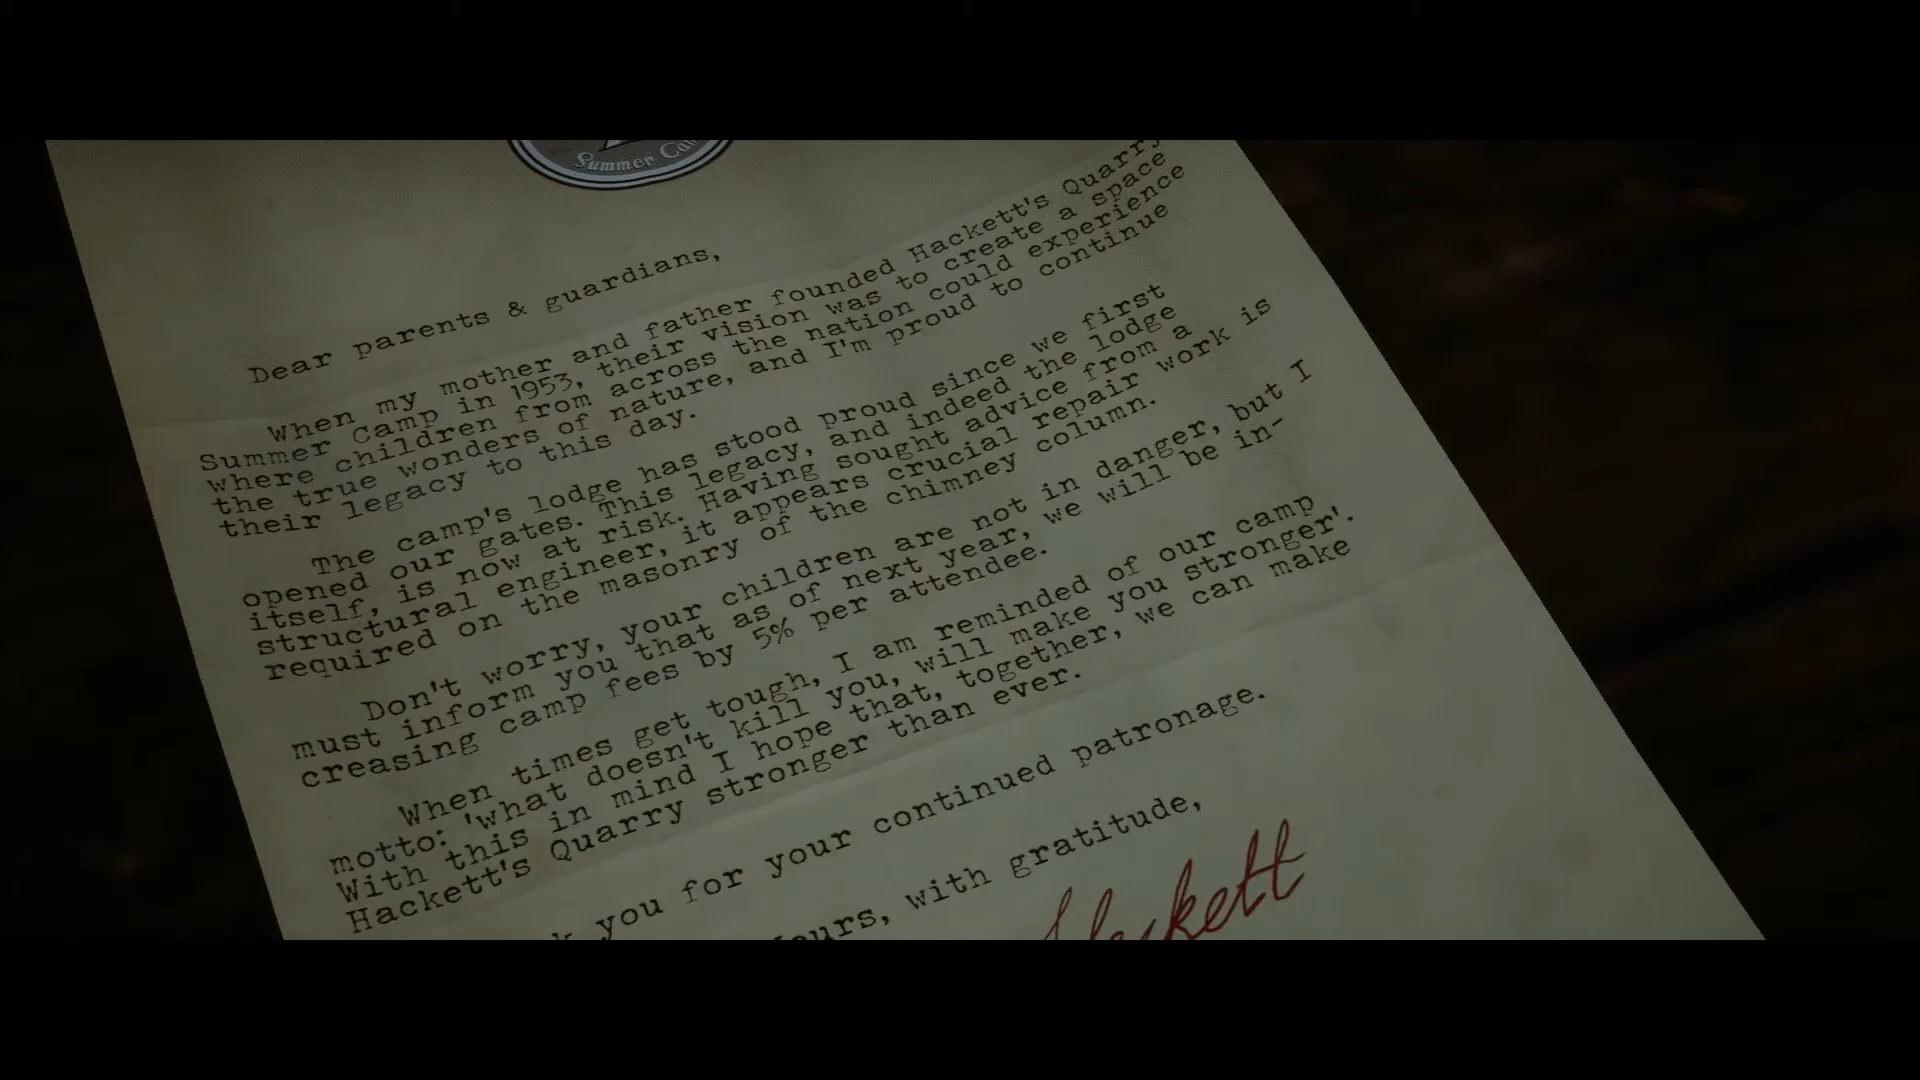 Summer
Dear parents & guardians,
When my mother and father founded Hackett's Quarry
Summer Camp in 1953, their vision was to create a space
where children from across the nation could experience
the true wonders of nature, and I'm proud to continue
their legacy to this day.
The camp's lodge has stood proud since we first
opened our gates. This legacy, and indeed the lodge
itself, is now at risk. Having sought advice from a
structural engineer, it appears crucial repair work is
required on the masonry of the chimney column.
Don't worry, your children are not in danger, but I
must inform you that as of next year, we will be in-
creasing camp fees by 5% per attendee.
When times get tough, I am reminded of our camp
motto: 'what doesn't kill you, will make you stronger'.
With this in mind I hope that, together, we can make
Hackett's Quarry stronger than ever.
you for your continued patronage.
Yours, with gratitude,
Hackett